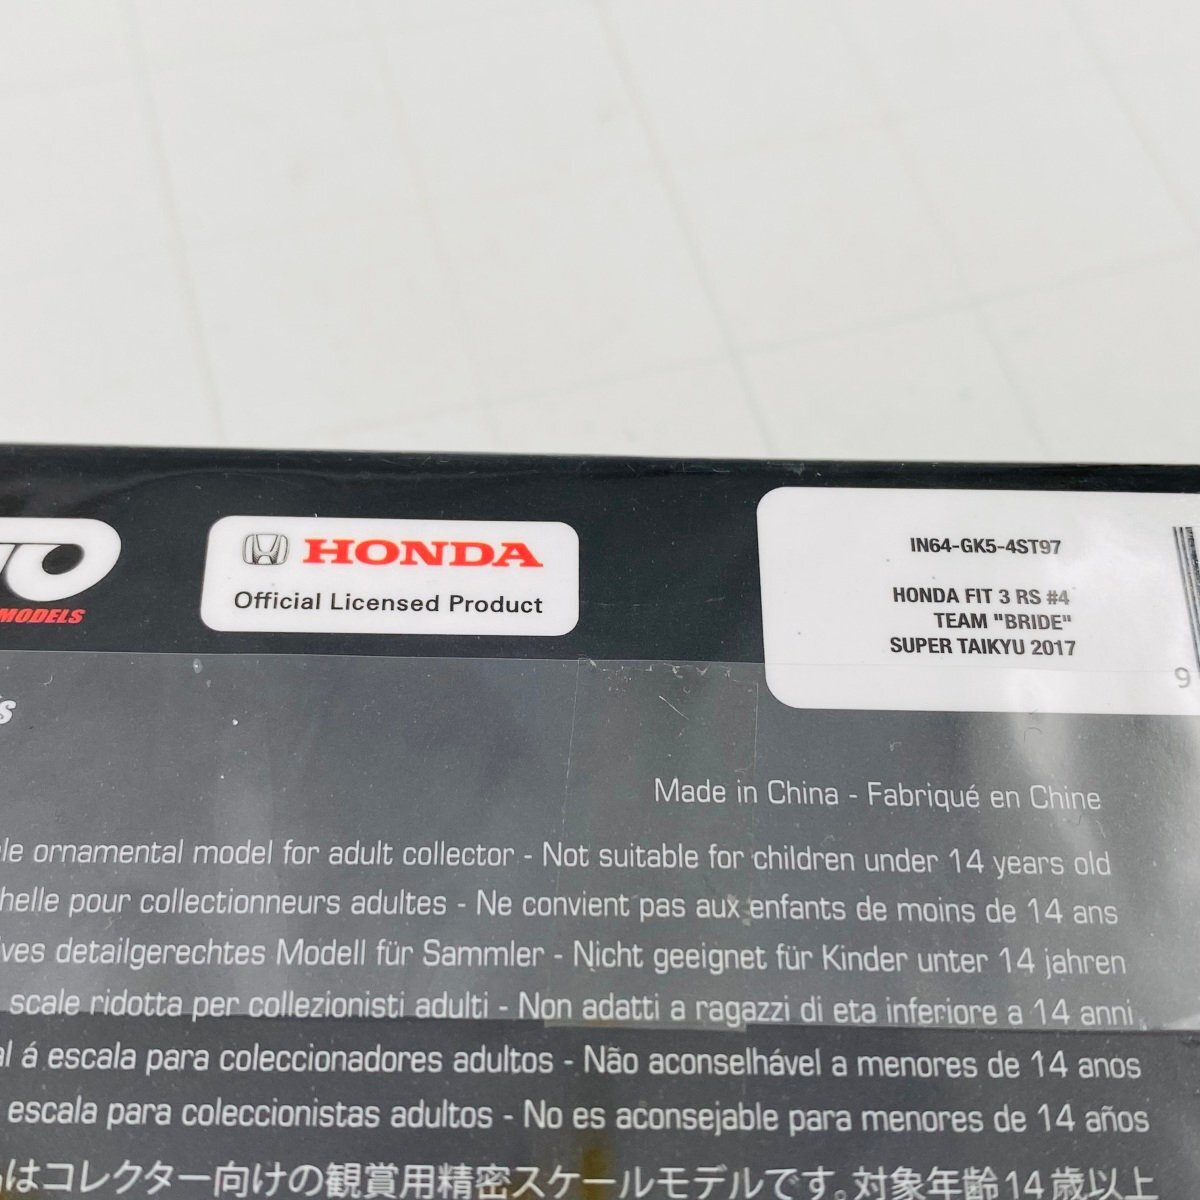 MODELS
HONDA
Official Licensed Product
IN64-GK5-4ST97
HONDA FIT 3 RS #4
TEAM "BRIDE"
SUPER TAIKYU 2017
9
Made in China - Fabriqué en Chine
ornamental model for adult collector - Not suitable for children under 14 years old
pour collectionneurs adultes - Ne convient pas aux enfants de moins de 14 ans
detailgerechtes Modell für Sammler - Nicht geeignet für Kinder unter 14 jahren
scale ridotta per collezionisti adulti - Non adatti a ragazzi di eta inferiore a 14 anni
á escala para coleccionadores adultos - Não aconselhável a menores de 14 anos
escala para coleccionistas adultos - No es aconsejable para menores de 14 años
はコレクター向けの観賞用精密スケールモデルです。対象年齢14歳以上